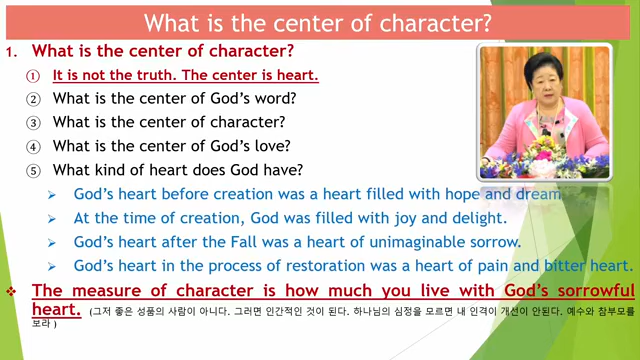 What is the center of character?
1. What is the center of character?
① It is not the truth. The center is heart.
② What is the center of God's word?
③ What is the center of character?
④ What is the center of God's love?
⑤ What kind of heart does God have?
➢ God's heart before creation was a heart filled with hope and dream.
➢ At the time of creation, God was filled with joy and delight.
➢ God's heart after the Fall was a heart of unimaginable sorrow.
➢ God's heart in the process of restoration was a heart of pain and bitter heart.
❖ The measure of character is how much you live with God's sorrowful
heart. (그저 좋은 성품의 사람이 아니다. 그러면 인간적인 것이 된다. 하나님의 심정을 모르면 내 인격이 개선이 안된다. 예수와 참부모를
보라 )